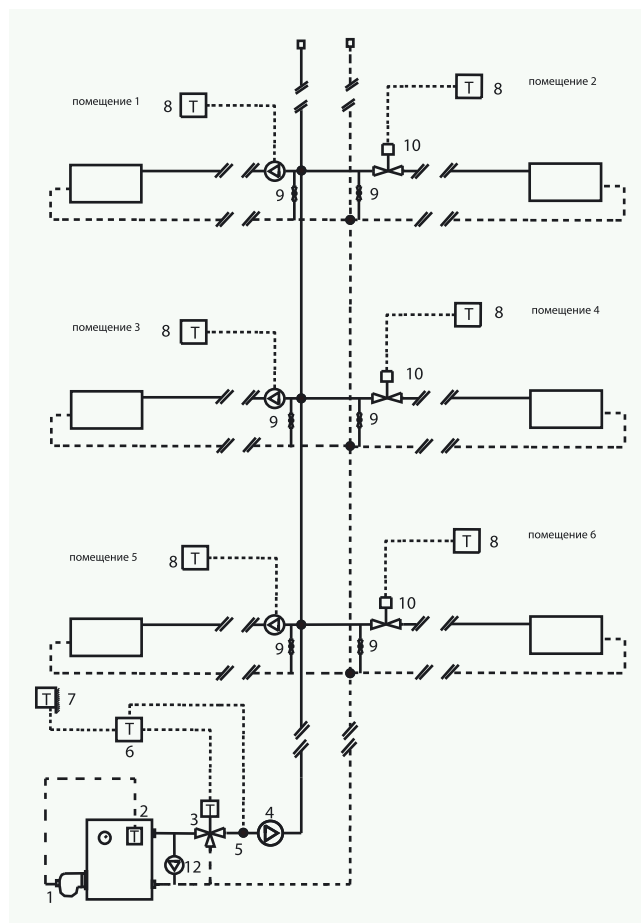 помещение 1
8 T
T 8
помещение 2
10
9
9
помещение 3
8 T
T 8
помещение 4
10
9
9
помещение 5
8 T
T 8
помещение 6
10
9
9
T 7
T
6
2
3 T
4
T
5
12
1